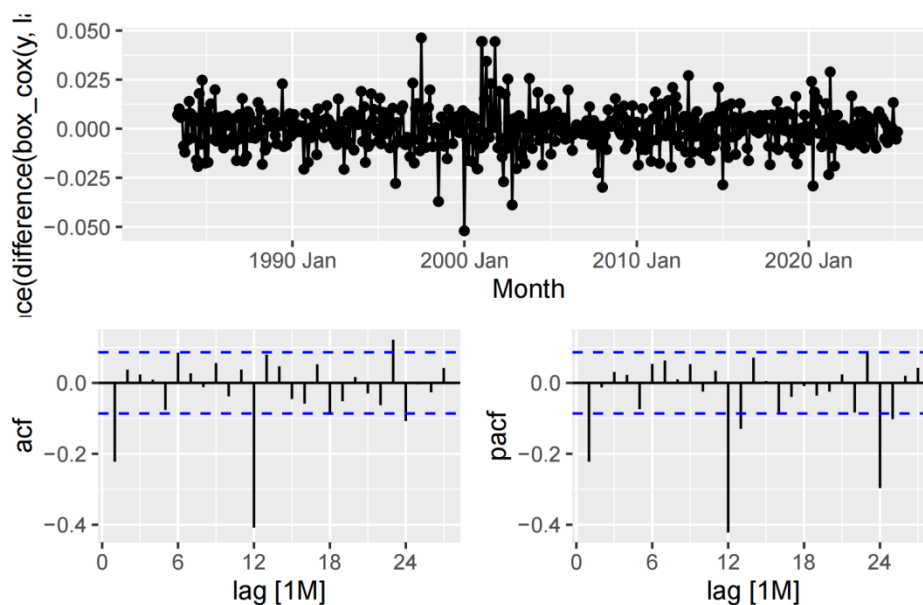 ce(difference(box_cox(y, l
0.050
0.025
0.000
−0.025
−0.050
1990 Jan
2000 Jan
2010 Jan
2020 Jan
Month
acf
0.0
−0.2
−0.4
0
6
12
18
24
lag [1M]
pacf
0.0
−0.2
−0.4
0
6
12
18
24
lag [1M]